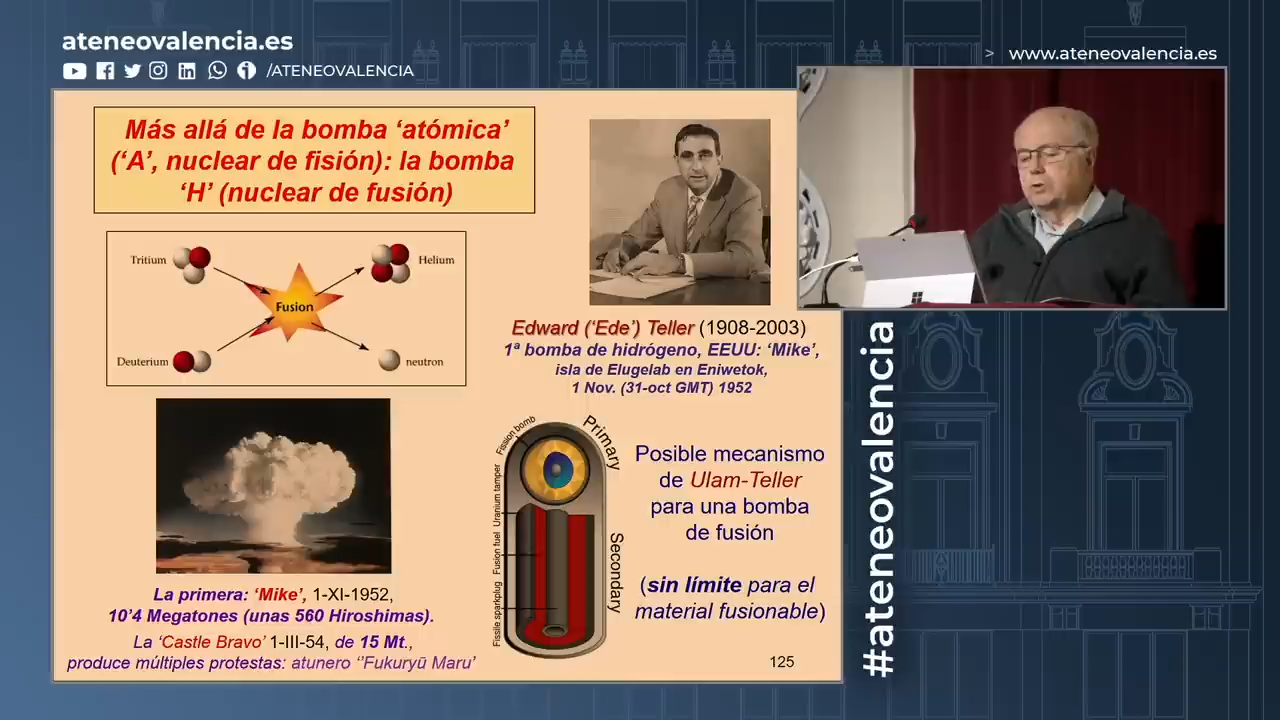 ateneovalencia.es
/ATENEOVALENCIA
> www.ateneovalencia.es
Más allá de la bomba ‘atómica’
(‘A’, nuclear de fisión): la bomba
‘H’ (nuclear de fusión)
Tritium
Helium
Fusion
Deuterium
neutron
Edward (‘Ede’) Teller (1908-2003)
1ª bomba de hidrógeno, EEUU: ‘Mike’,
isla de Elugelab en Eniwetok,
1 Nov. (31-oct GMT) 1952
La primera: ‘Mike’, 1-XI-1952,
10’4 Megatones (unas 560 Hiroshimas).
La ‘Castle Bravo’ 1-III-54, de 15 Mt.,
produce múltiples protestas: atunero ‘’Fukuryū Maru’
Fission bomb
Primary
Uranium tamper
Fusion fuel
Fissile sparkplug
Secondary
Posible mecanismo
de Ulam-Teller
para una bomba
de fusión
(sin límite para el
material fusionable)
125
#ateneovalencia